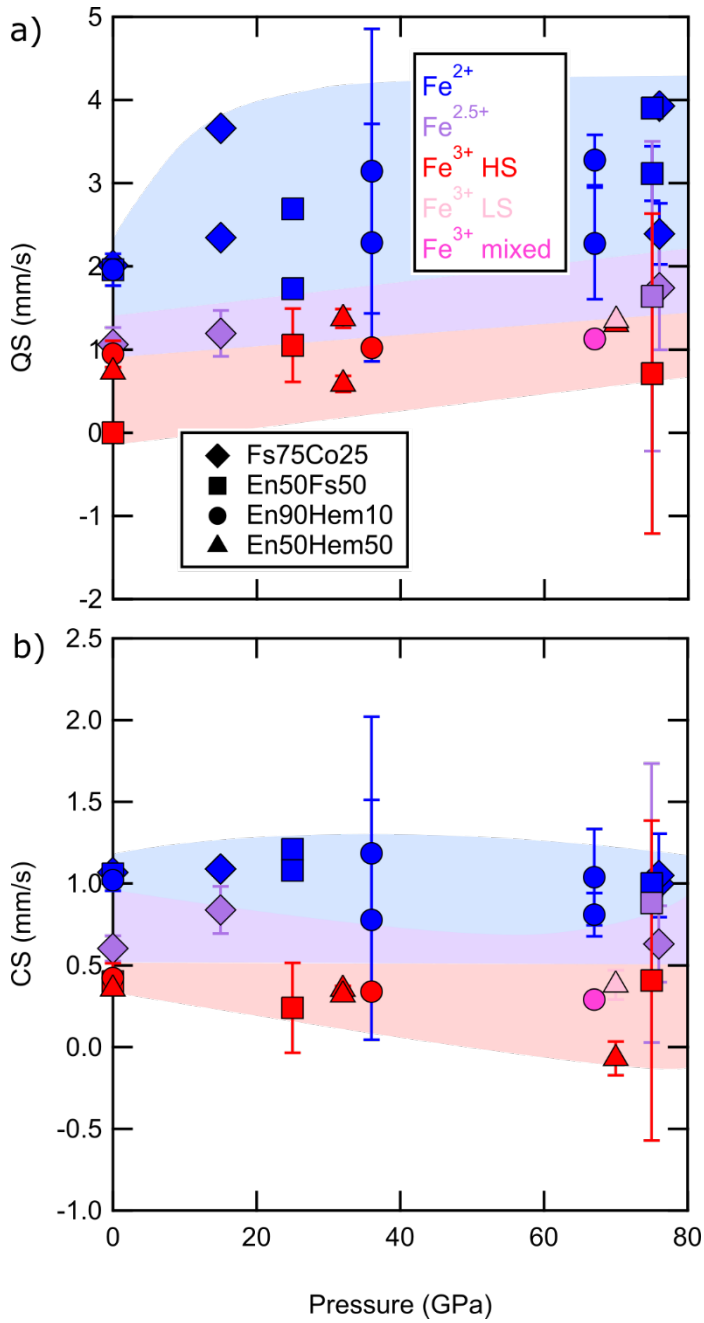 a)
5
4
3
2
1
0
-1
-2
QS (mm/s)
Fe2+
Fe2.5+
Fe3+ HS
Fe3+ LS
Fe3+ mixed
Fs75Co25
En50Fs50
En90Hem10
En50Hem50
b)
2.5
2.0
1.5
1.0
0.5
0.0
-0.5
-1.0
CS (mm/s)
0 20 40 60 80
Pressure (GPa)